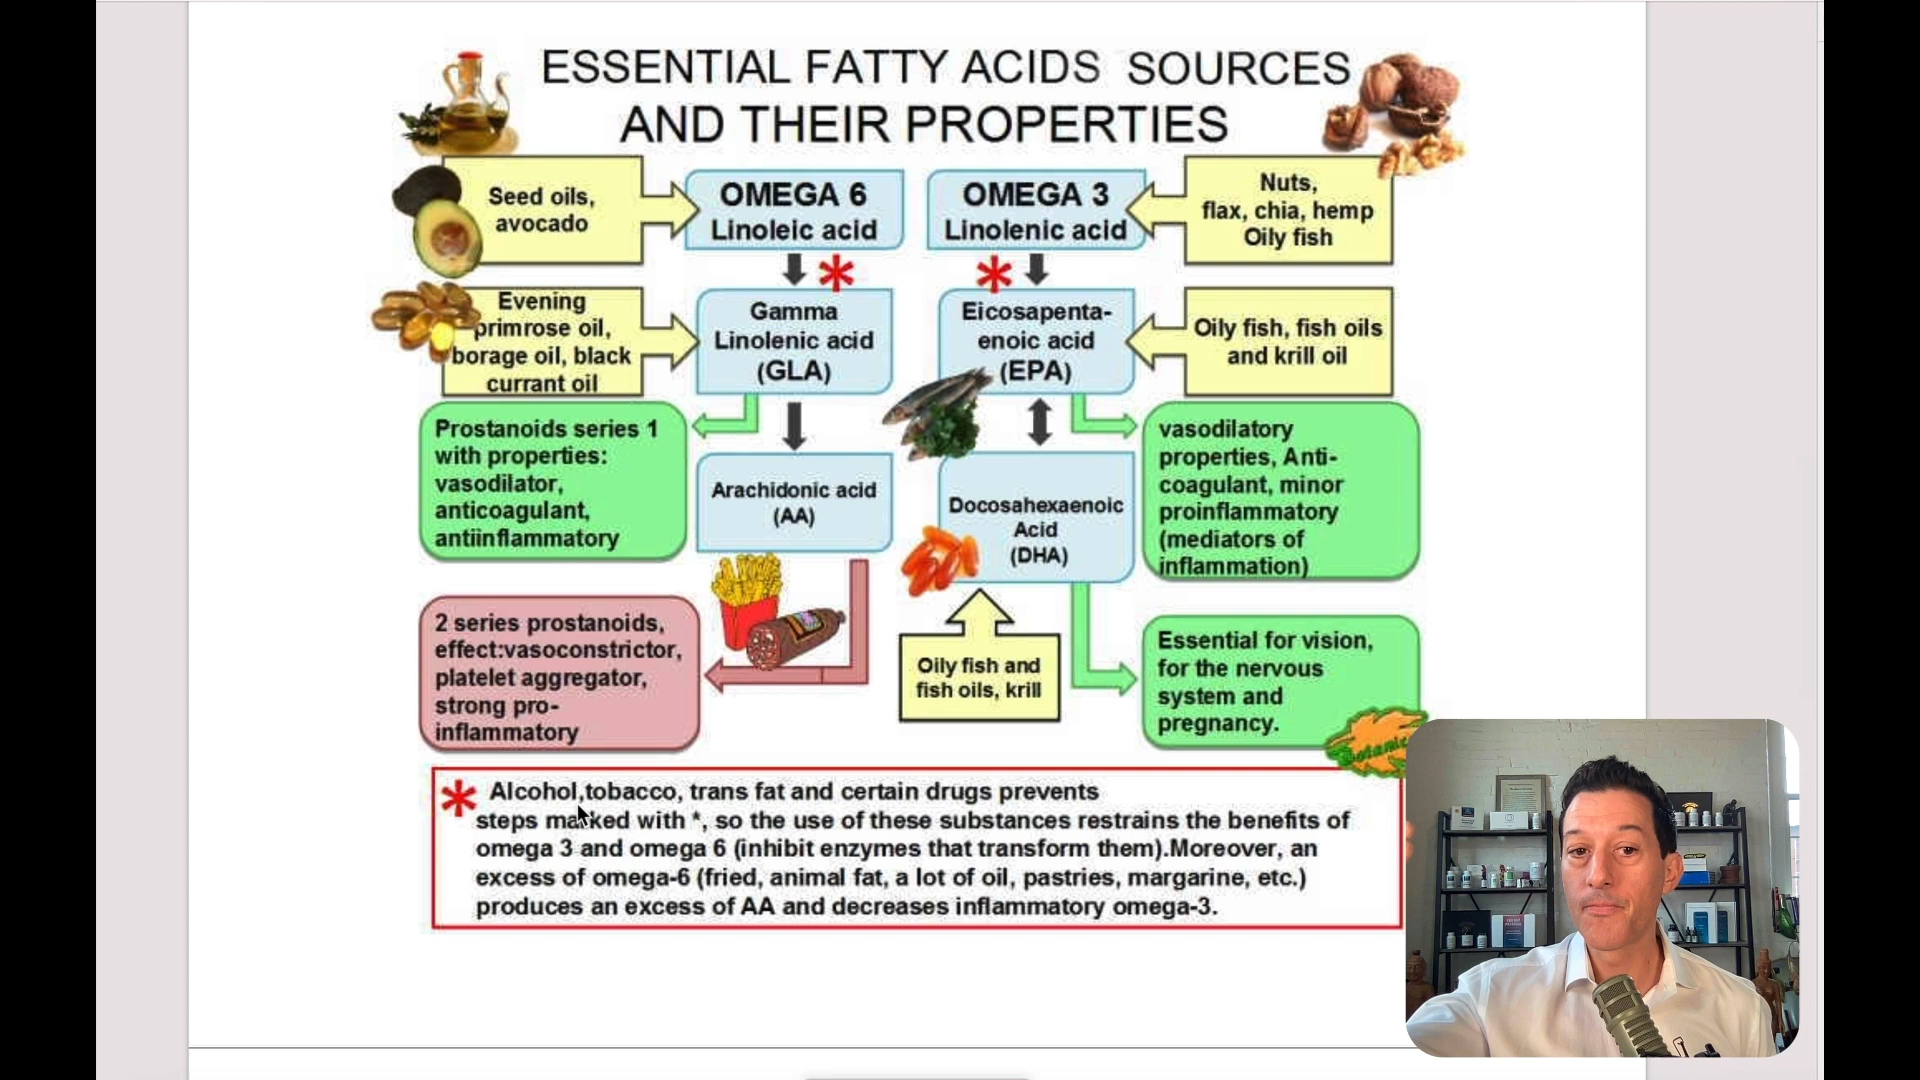 ESSENTIAL FATTY ACIDS SOURCES
AND THEIR PROPERTIES
Seed oils,
avocado
OMEGA 6
Linoleic acid
OMEGA 3
Linolenic acid
Nuts,
flax, chia, hemp
Oily fish
*
*
Evening
primrose oil,
borage oil, black
currant oil
Gamma
Linolenic acid
(GLA)
Eicosapenta-
enoic acid
(EPA)
Oily fish, fish oils
and krill oil
Prostanoids series 1
with properties:
vasodilator,
anticoagulant,
antiinflammatory
Arachidonic acid
(AA)
Docosahexaenoic
Acid
(DHA)
vasodilatory
properties, Anti-
coagulant, minor
proinflammatory
(mediators of
inflammation)
2 series prostanoids,
effect:vasoconstrictor,
platelet aggregator,
strong pro-
inflammatory
Oily fish and
fish oils, krill
Essential for vision,
for the nervous
system and
pregnancy.
* Alcohol,tobacco, trans fat and certain drugs prevents
steps marked with *, so the use of these substances restrains the benefits of
omega 3 and omega 6 (inhibit enzymes that transform them).Moreover, an
excess of omega-6 (fried, animal fat, a lot of oil, pastries, margarine, etc.)
produces an excess of AA and decreases inflammatory omega-3.